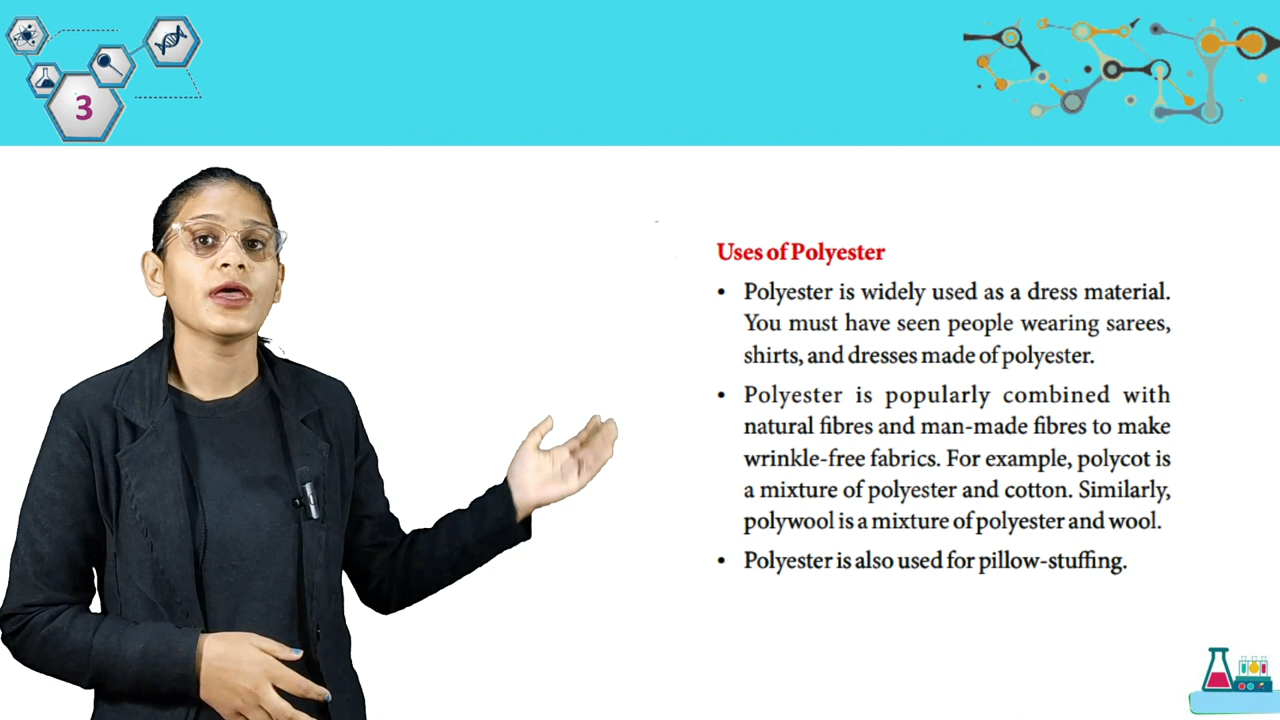 3
Uses of Polyester
• Polyester is widely used as a dress material.
You must have seen people wearing sarees,
shirts, and dresses made of polyester.
• Polyester is popularly combined with
natural fibres and man-made fibres to make
wrinkle-free fabrics. For example, polycot is
a mixture of polyester and cotton. Similarly,
polywool is a mixture of polyester and wool.
• Polyester is also used for pillow-stuffing.